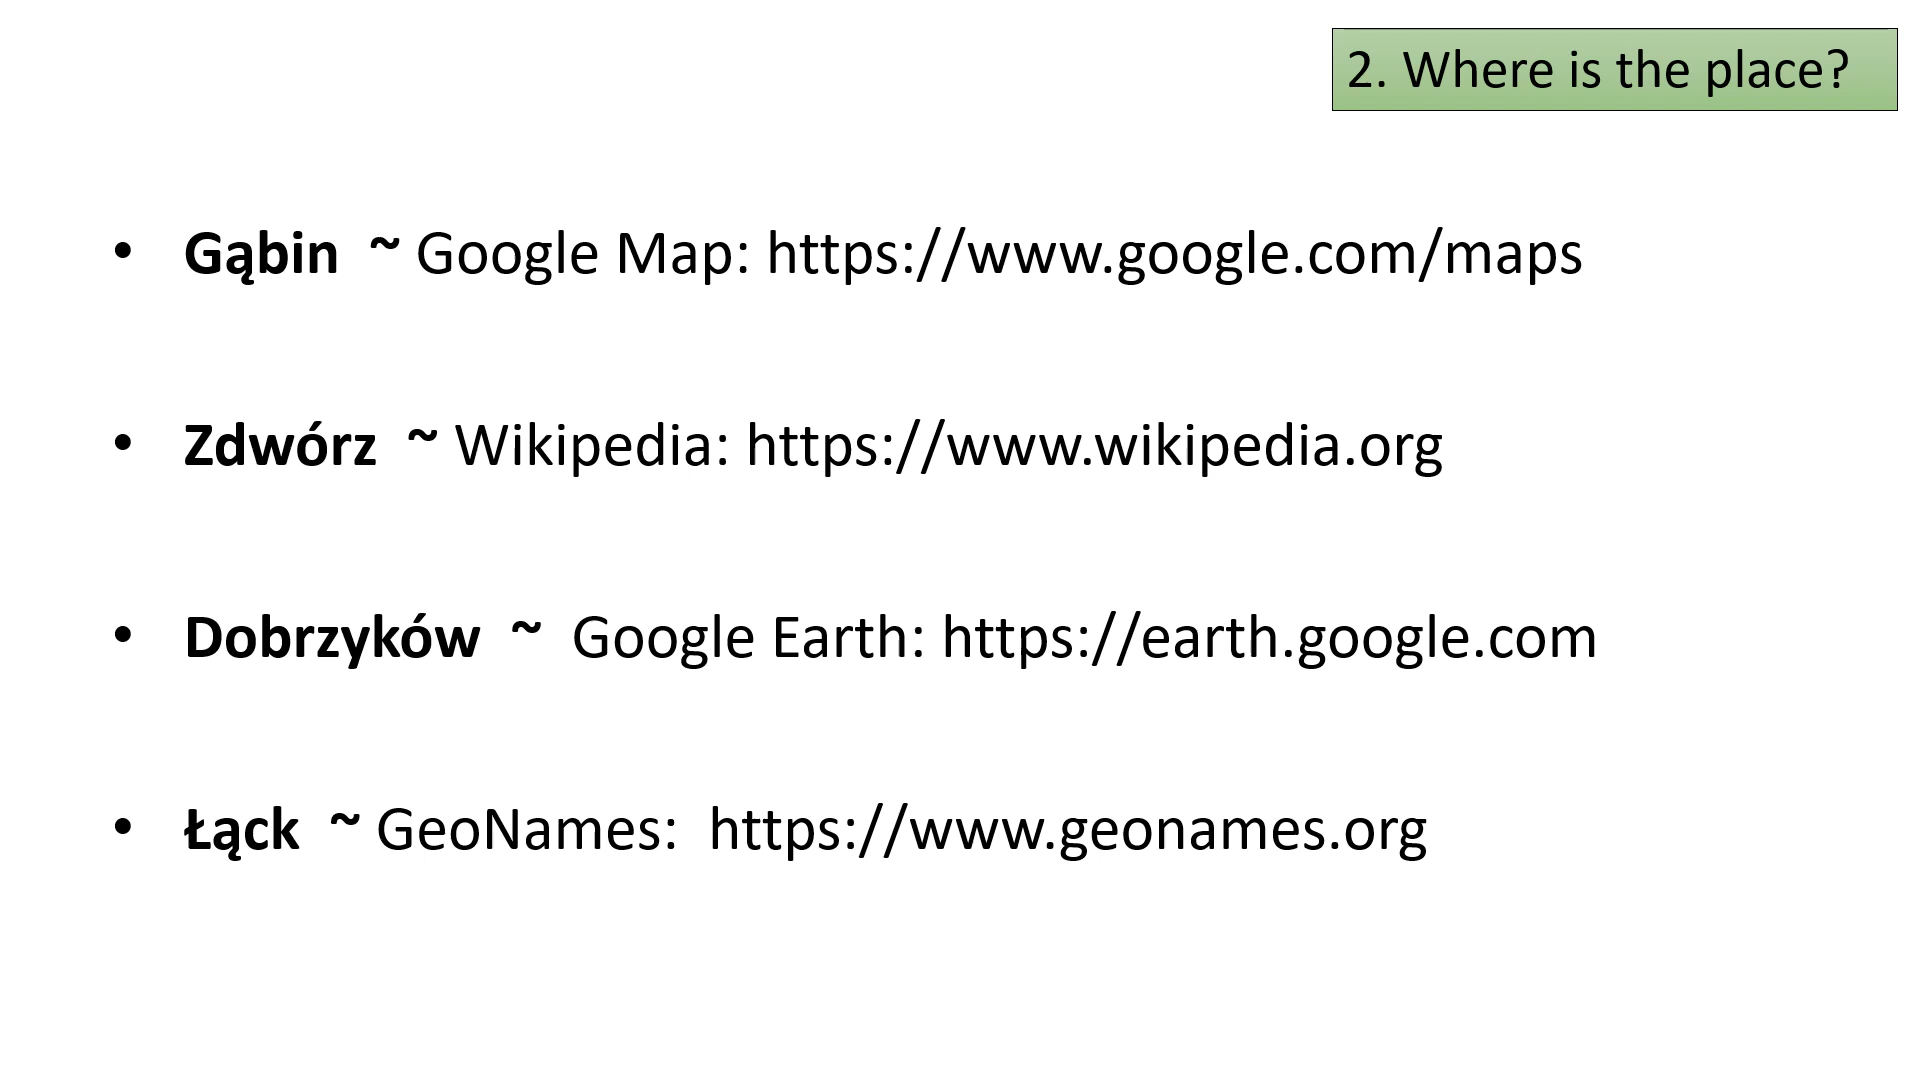 2. Where is the place?
• Gąbin ~ Google Map: https://www.google.com/maps
• Zdwórz ~ Wikipedia: https://www.wikipedia.org
• Dobrzyków ~ Google Earth: https://earth.google.com
• Łąck ~ GeoNames: https://www.geonames.org